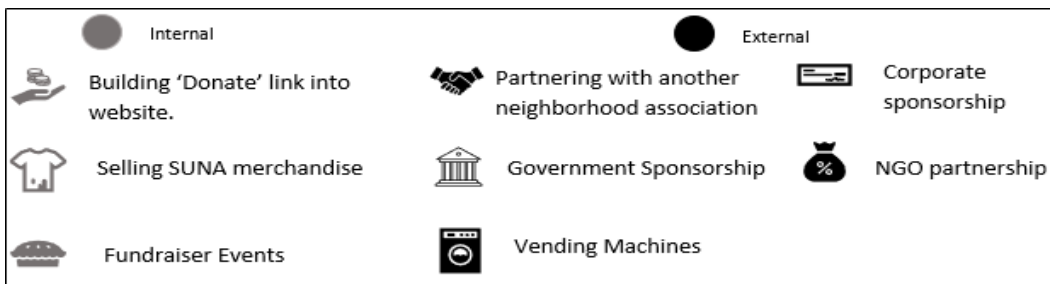 Internal
External
Building ‘Donate’ link into
website.
Partnering with another
neighborhood association
Corporate
sponsorship
Selling SUNA merchandise
Government Sponsorship
%
NGO partnership
Fundraiser Events
Vending Machines